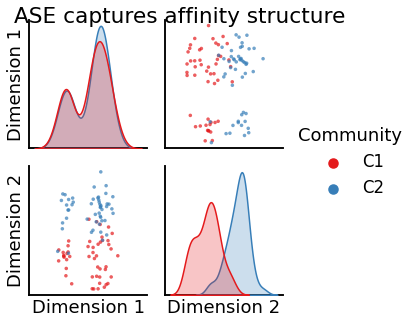 ASE captures affinity structure
Dimension 1
Community
C1
C2
Dimension 2
Dimension 1
Dimension 2